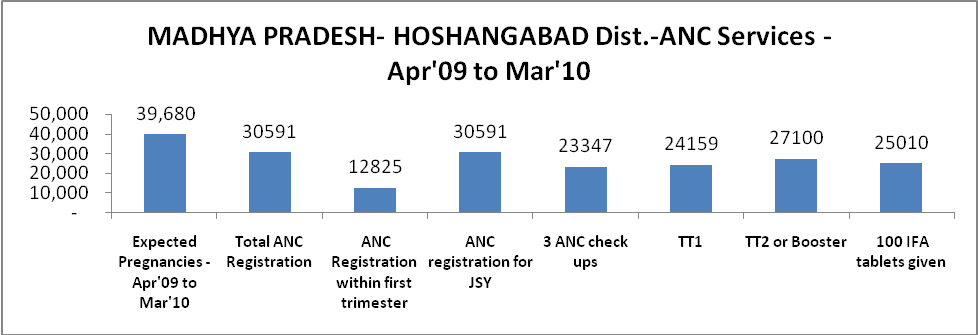 MADHYA PRADESH- HOSHANGABAD Dist.-ANC Services -
Apr'09 to Mar'10
50,000
40,000
30,000
20,000
10,000
-
39,680
30591
12825
30591
23347
24159
27100
25010
Expected
Pregnancies -
Apr'09 to
Mar'10
Total ANC
Registration
ANC
Registration
within first
trimester
ANC
registration for
JSY
3 ANC check
ups
TT1
TT2 or Booster
100 IFA
tablets given